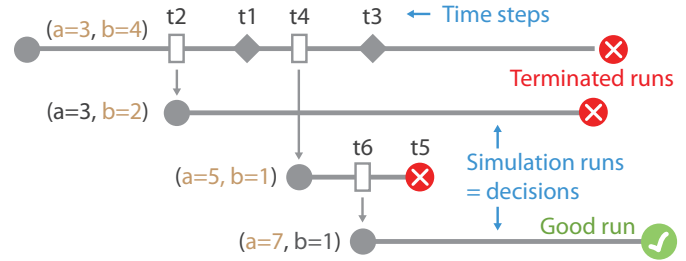 t2 t1 t4 t3 Time steps
(a=3, b=4)
Terminated runs
(a=3, b=2)
t6 t5
Simulation runs
(a=5, b=1)
= decisions
Good run
(a=7, b=1)